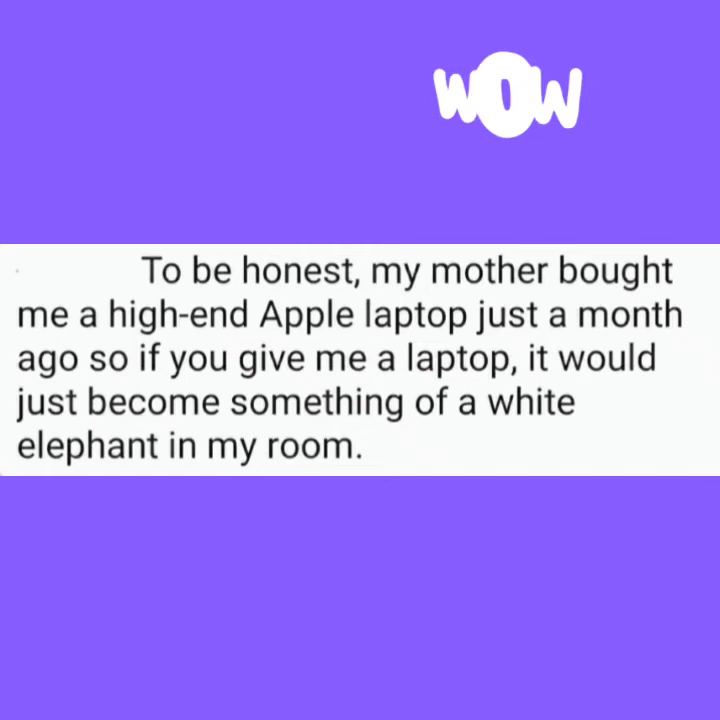 WOW
To be honest, my mother bought
me a high-end Apple laptop just a month
ago so if you give me a laptop, it would
just become something of a white
elephant in my room.